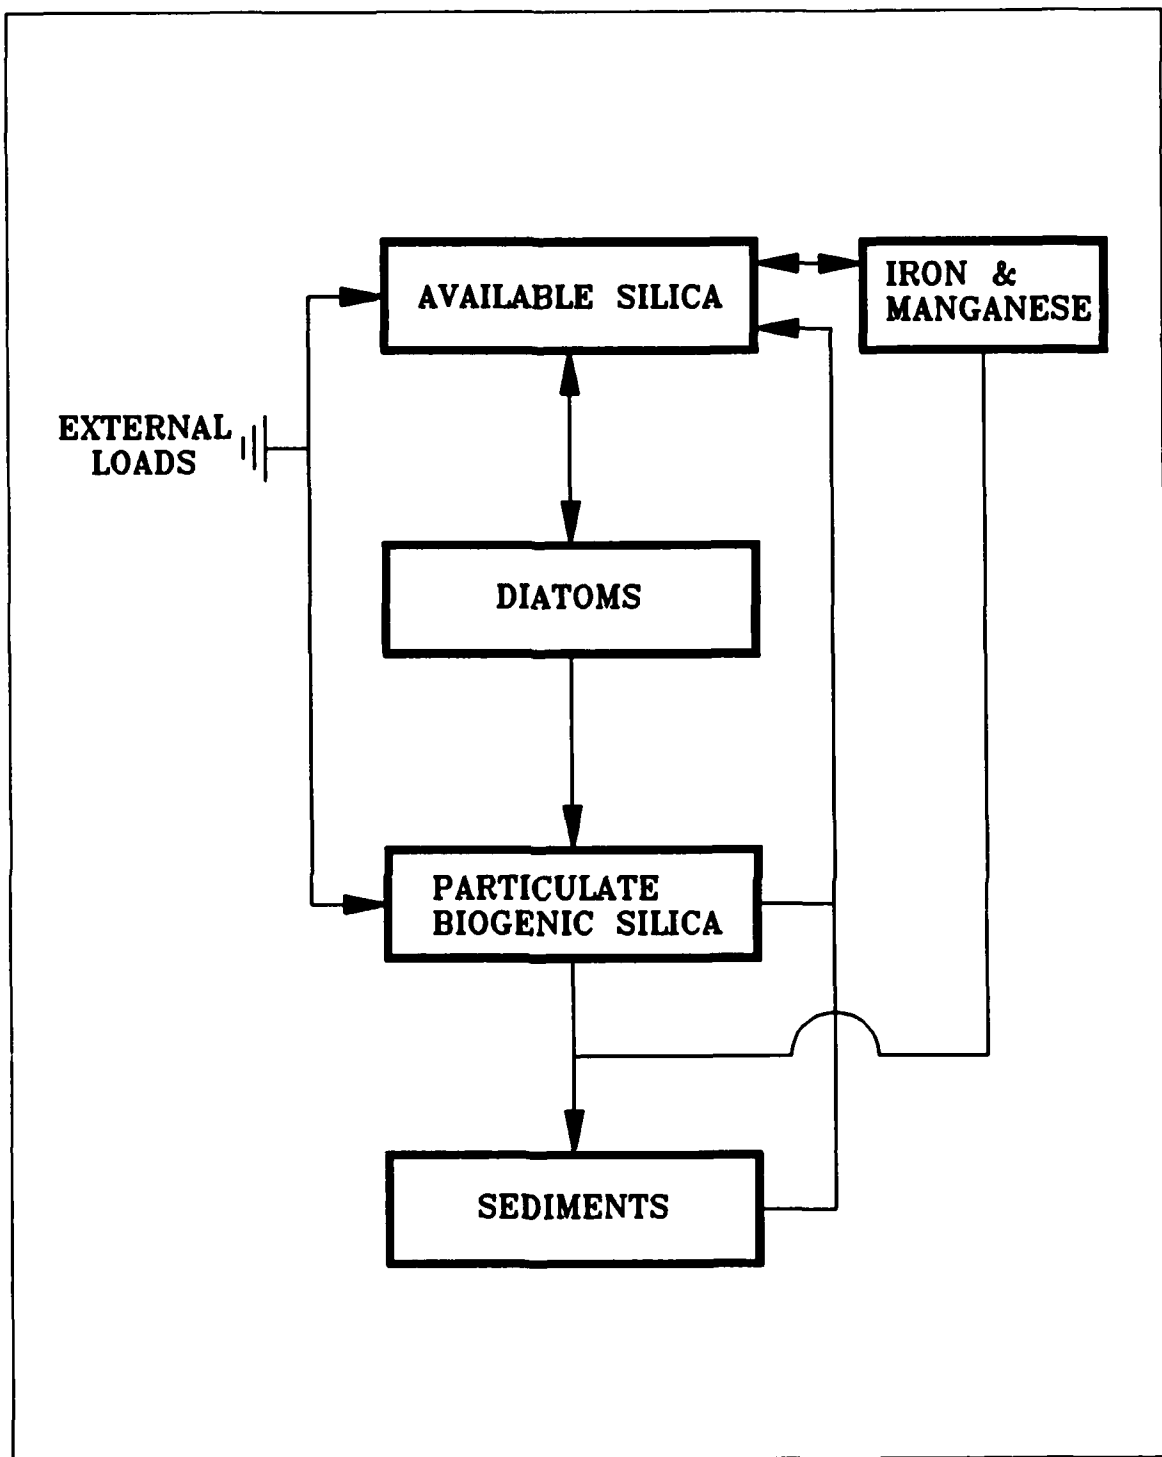 AVAILABLE SILICA
IRON &
MANGANESE
EXTERNAL
LOADS
DIATOMS
PARTICULATE
BIOGENIC SILICA
SEDIMENTS